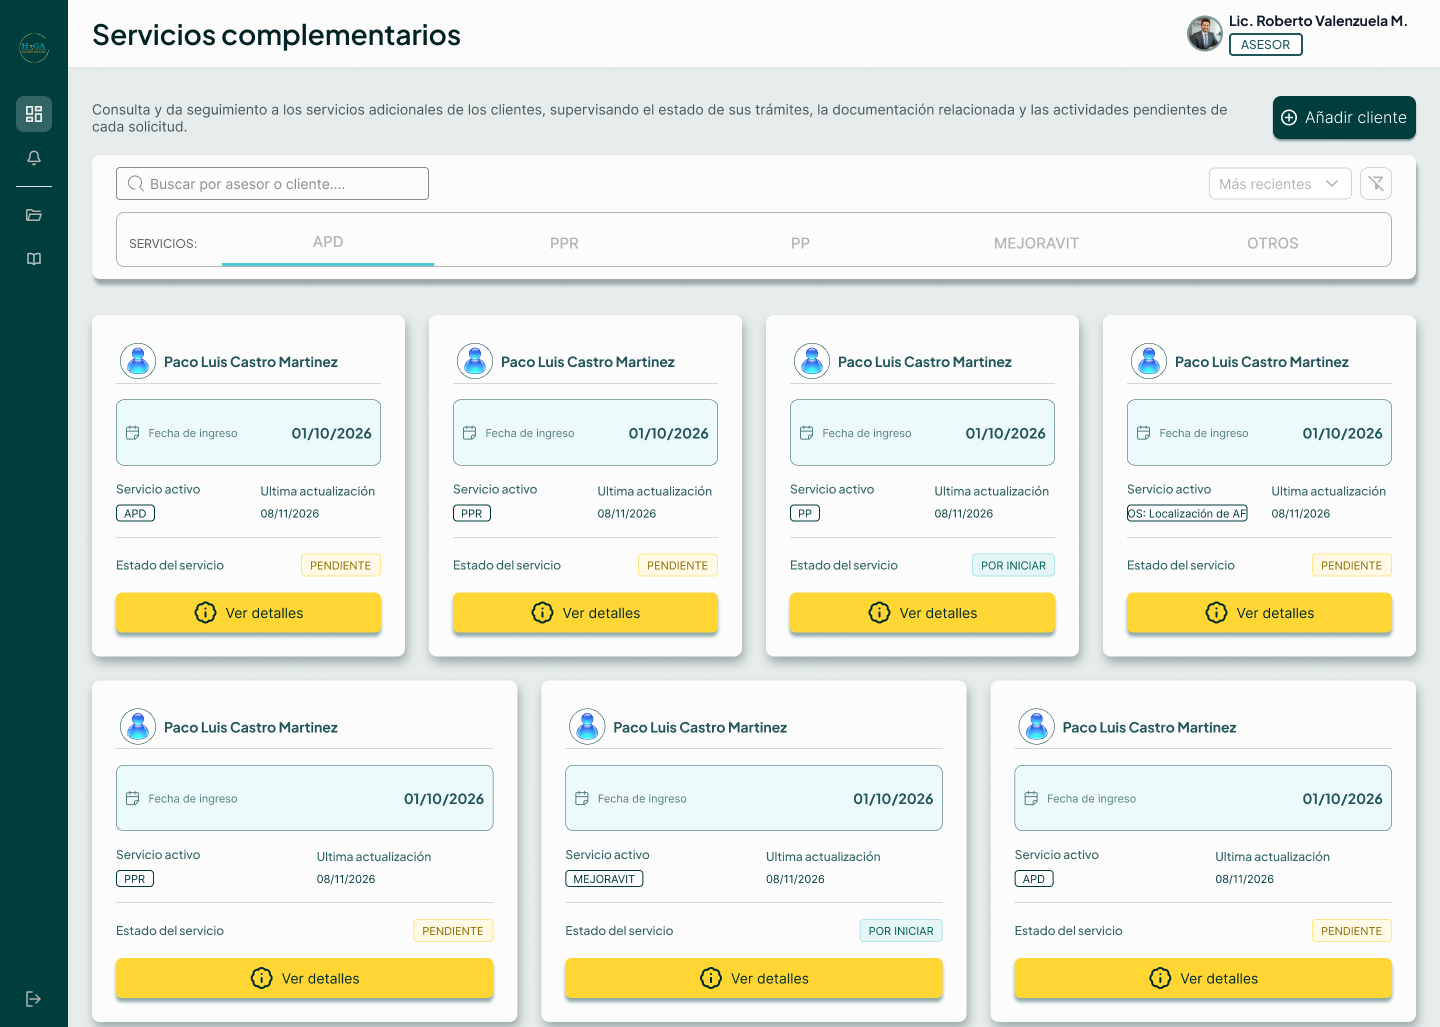 Servicios complementarios
Lic. Roberto Valenzuela M.
ASESOR
Consulta y da seguimiento a los servicios adicionales de los clientes, supervisando el estado de sus trámites, la documentación relacionada y las actividades pendientes de
cada solicitud.
Añadir cliente
Buscar por asesor o cliente....
Más recientes
SERVICIOS: APD PPR PP MEJORAVIT OTROS
Paco Luis Castro Martinez
Fecha de ingreso 01/10/2026
Servicio activo Ultima actualización
APD 08/11/2026
Estado del servicio PENDIENTE
Ver detalles
Paco Luis Castro Martinez
Fecha de ingreso 01/10/2026
Servicio activo Ultima actualización
PPR 08/11/2026
Estado del servicio PENDIENTE
Ver detalles
Paco Luis Castro Martinez
Fecha de ingreso 01/10/2026
Servicio activo Ultima actualización
PP 08/11/2026
Estado del servicio POR INICIAR
Ver detalles
Paco Luis Castro Martinez
Fecha de ingreso 01/10/2026
Servicio activo Ultima actualización
OS: Localización de AF 08/11/2026
Estado del servicio PENDIENTE
Ver detalles
Paco Luis Castro Martinez
Fecha de ingreso 01/10/2026
Servicio activo Ultima actualización
PPR 08/11/2026
Estado del servicio PENDIENTE
Ver detalles
Paco Luis Castro Martinez
Fecha de ingreso 01/10/2026
Servicio activo Ultima actualización
MEJORAVIT 08/11/2026
Estado del servicio POR INICIAR
Ver detalles
Paco Luis Castro Martinez
Fecha de ingreso 01/10/2026
Servicio activo Ultima actualización
APD 08/11/2026
Estado del servicio PENDIENTE
Ver detalles